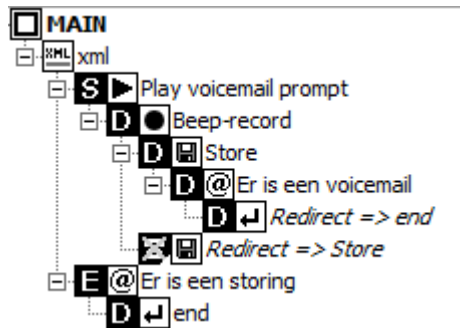 MAIN
XML xml
S Play voicemail prompt
D Beep-record
D Store
D @ Er is een voicemail
D Redirect => end
Redirect => Store
E @ Er is een storing
D end